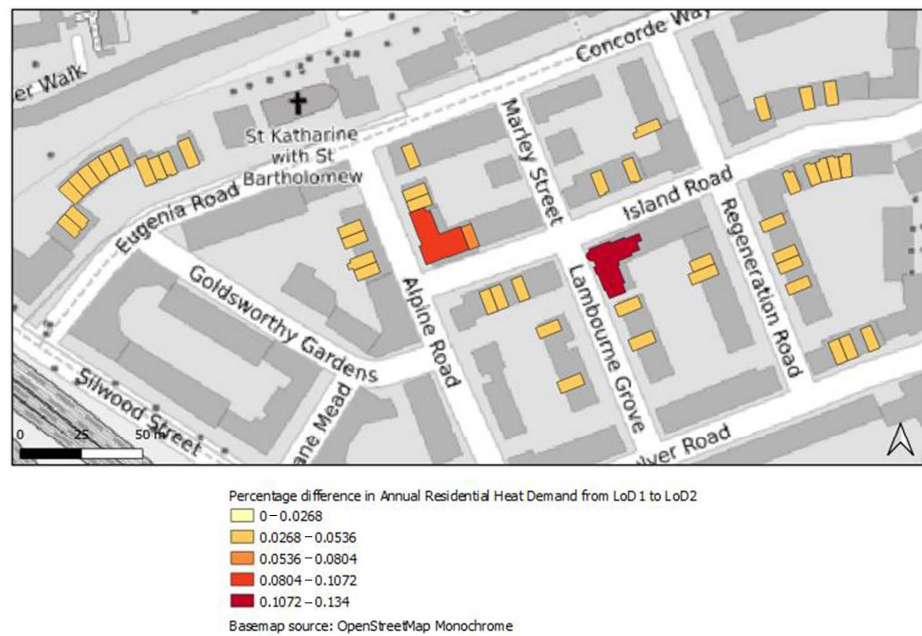 Concorde Way
er Walk
Marley Street
St Katharine
with St
Bartholomew
Island Road
Eugenia Road
Regeneration Road
Goldsworthy Gardens
Alpine Road
Lambourne Grove
Silwood Street
ane Mead
lver Road
0 25 50 m
Percentage difference in Annual Residential Heat Demand from LoD1 to LoD2
0 – 0.0268
0.0268 – 0.0536
0.0536 – 0.0804
0.0804 – 0.1072
0.1072 – 0.134
Basemap source: OpenStreetMap Monochrome